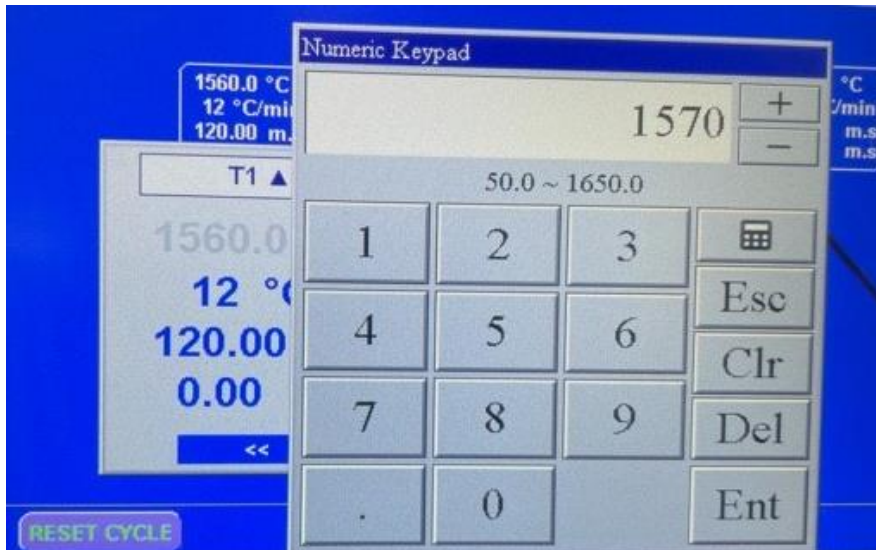 Numeric Keypad
1570
+
−
50.0 ~ 1650.0
1 2 3
Esc
4 5 6
Clr
7 8 9
Del
. 0
Ent
1560.0 °C
12 °C/min
120.00 m.
T1 ▲
1560.0
12 °C
120.00
0.00
<<
°C
/min
m.s
m.s
RESET CYCLE